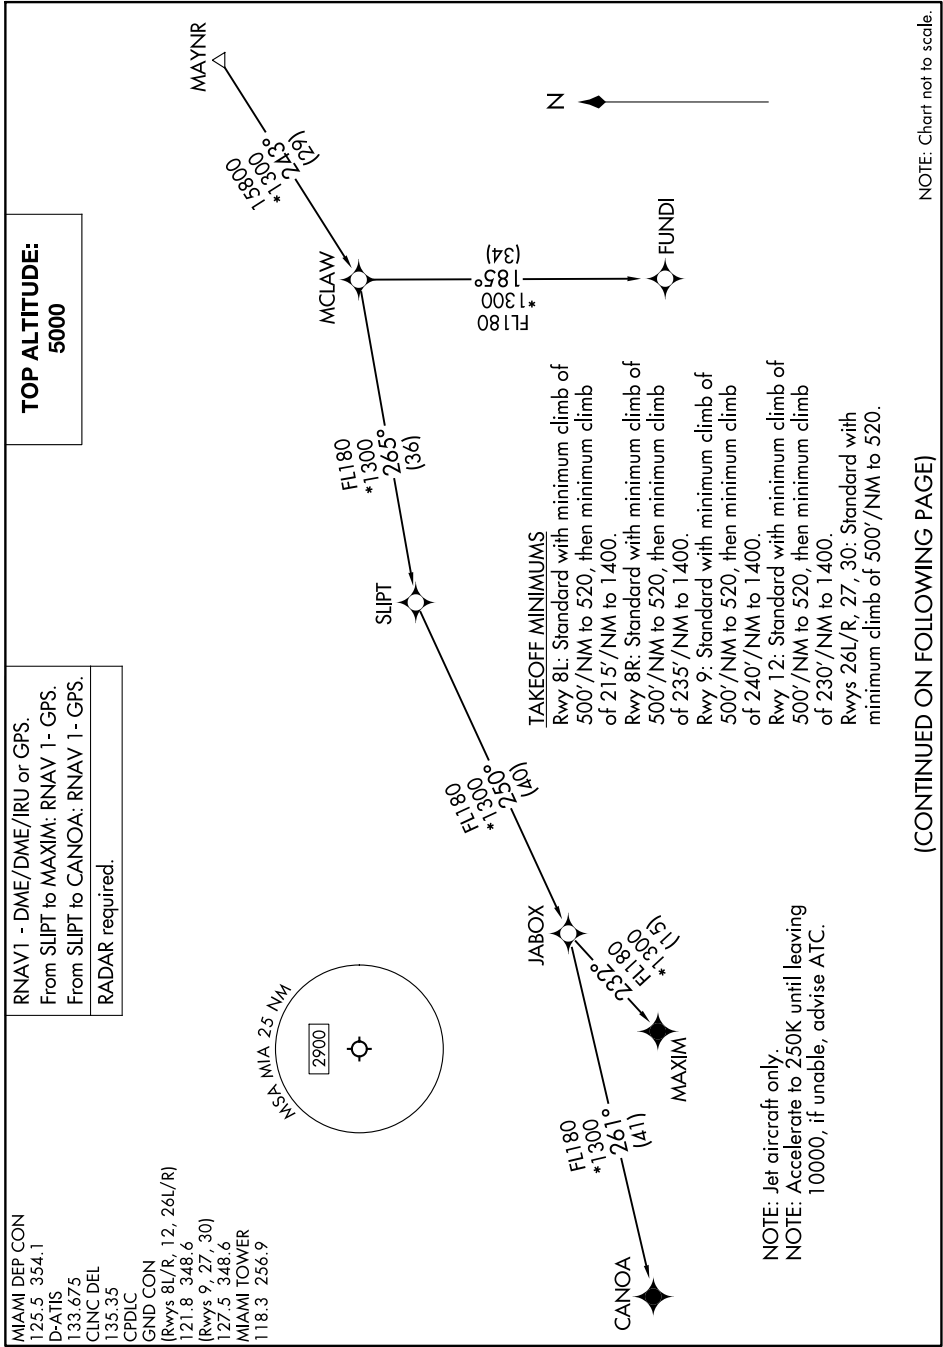 MIAMI DEP CON
125.5 354.1
D-ATIS
133.675
CLNC DEL
135.35
CPDLC
GND CON
(Rwys 8L/R, 12, 26L/R)
121.8 348.6
(Rwys 9, 27, 30)
127.5 348.6
MIAMI TOWER
118.3 256.9
RNAV1 - DME/DME/IRU or GPS.
From SLIPT to MAXIM: RNAV 1- GPS.
From SLIPT to CANOA: RNAV 1- GPS.
RADAR required.
TOP ALTITUDE:
5000
MSA MIA 25 NM
2900
MAYNR
15800
*1300
243°
(29)
MCLAW
FL180
*1300
185°
(34)
FUNDI
FL180
*1300
265°
(36)
SLIPT
FL180
*1300
250°
(40)
JABOX
232°
FL180
*1300
(15)
MAXIM
FL180
*1300
261°
(41)
CANOA
N
TAKEOFF MINIMUMS
Rwy 8L: Standard with minimum climb of
500'/NM to 520, then minimum climb
of 215'/NM to 1400.
Rwy 8R: Standard with minimum climb of
500'/NM to 520, then minimum climb
of 235'/NM to 1400.
Rwy 9: Standard with minimum climb of
500'/NM to 520, then minimum climb
of 240'/NM to 1400.
Rwy 12: Standard with minimum climb of
500'/NM to 520, then minimum climb
of 230'/NM to 1400.
Rwys 26L/R, 27, 30: Standard with
minimum climb of 500'/NM to 520.
NOTE: Jet aircraft only.
NOTE: Accelerate to 250K until leaving
10000, if unable, advise ATC.
(CONTINUED ON FOLLOWING PAGE)
NOTE: Chart not to scale.